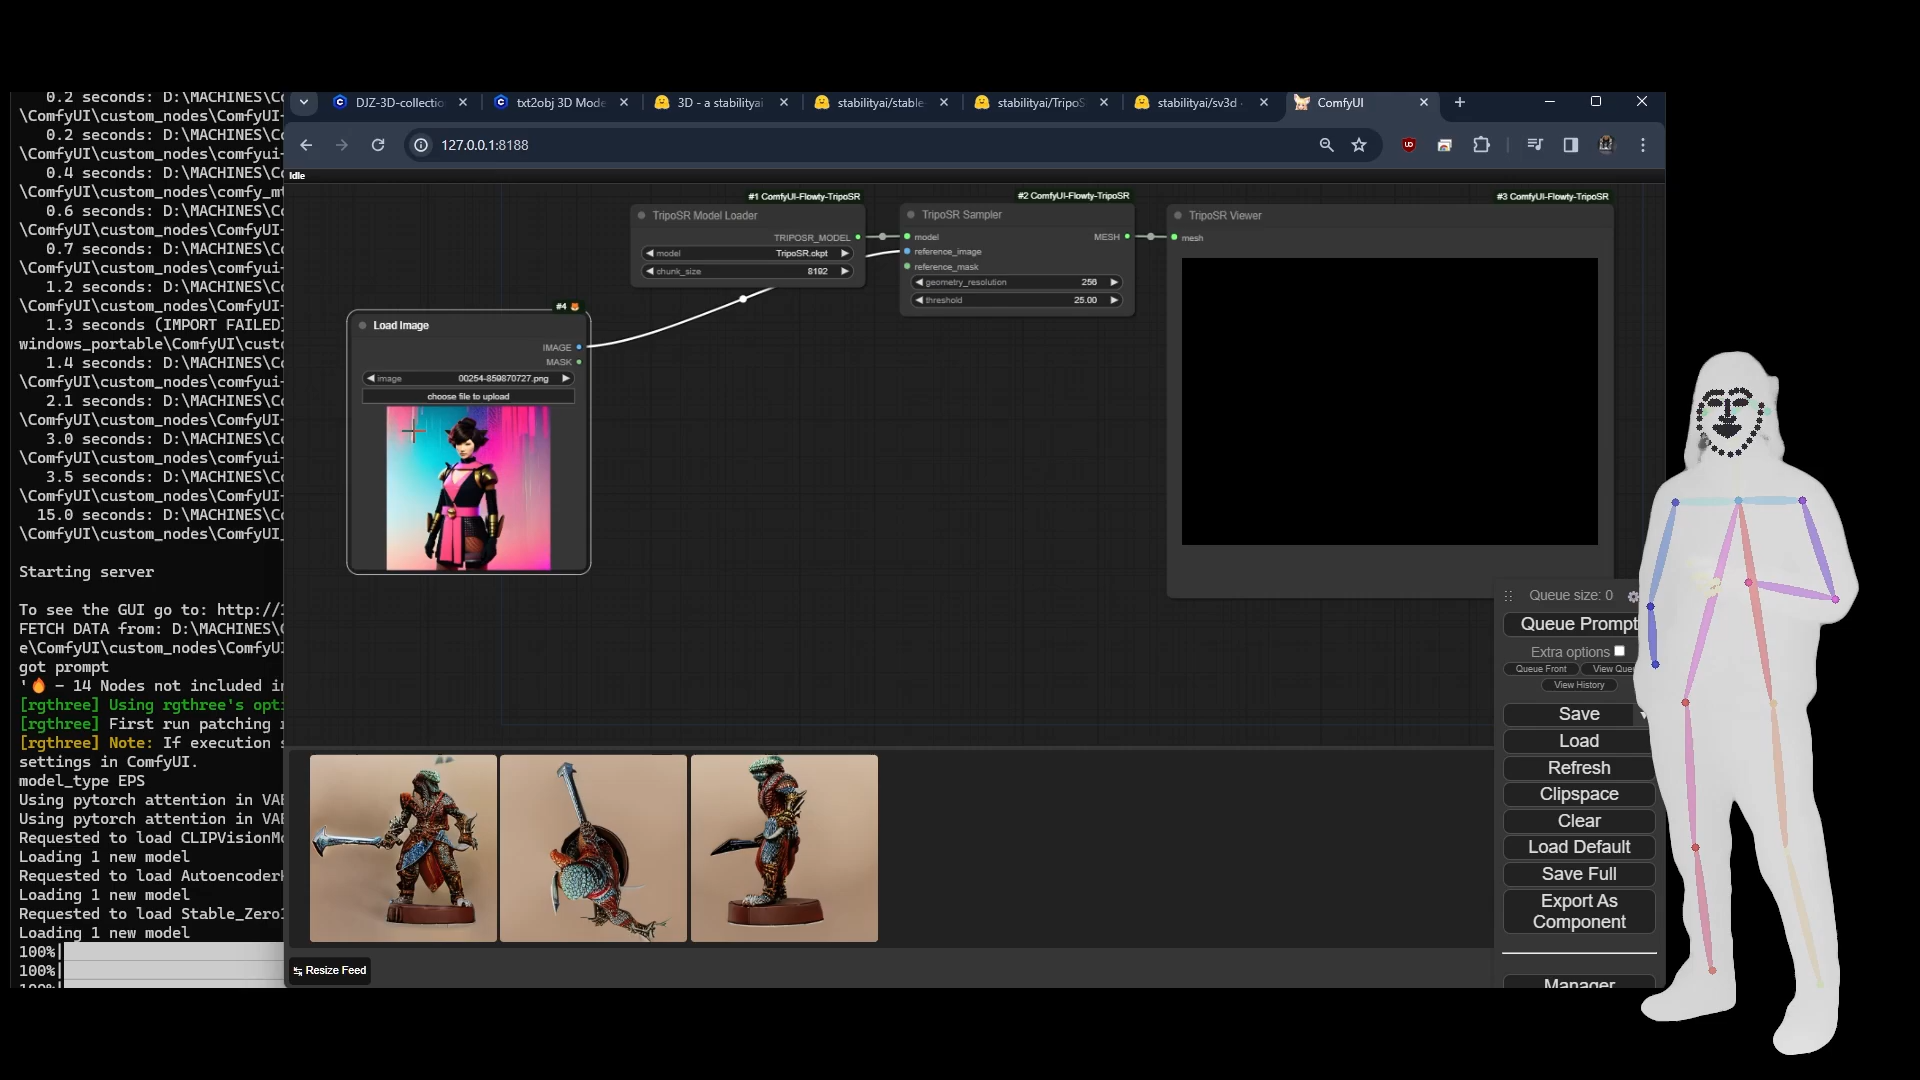 0.2 seconds: D:\MACHINES\C
\ComfyUI\custom_nodes\ComfyUI-
0.2 seconds: D:\MACHINES\C
\ComfyUI\custom_nodes\comfyui-
0.4 seconds: D:\MACHINES\C
\ComfyUI\custom_nodes\comfy_m
0.6 seconds: D:\MACHINES\C
\ComfyUI\custom_nodes\ComfyUI-
0.7 seconds: D:\MACHINES\C
\ComfyUI\custom_nodes\comfyui-
1.2 seconds: D:\MACHINES\C
\ComfyUI\custom_nodes\ComfyUI-
1.3 seconds (IMPORT FAILED)
windows_portable\ComfyUI\cust
1.4 seconds: D:\MACHINES\C
\ComfyUI\custom_nodes\comfyui-
2.1 seconds: D:\MACHINES\C
\ComfyUI\custom_nodes\ComfyUI-
3.0 seconds: D:\MACHINES\C
\ComfyUI\custom_nodes\comfyui-
3.5 seconds: D:\MACHINES\C
\ComfyUI\custom_nodes\ComfyUI-
15.0 seconds: D:\MACHINES\C
\ComfyUI\custom_nodes\ComfyUI_
Starting server
To see the GUI go to: http://
FETCH DATA from: D:\MACHINES\
e\ComfyUI\custom_nodes\ComfyUI
got prompt
'🔥 - 14 Nodes not included i
[rgthree] Using rgthree's opt
[rgthree] First run patching
[rgthree] Note: If execution
settings in ComfyUI.
model_type EPS
Using pytorch attention in VAE
Using pytorch attention in VAE
Requested to load CLIPVisionM
Loading 1 new model
Requested to load Autoencoder
Loading 1 new model
Requested to load Stable_Zero1
Loading 1 new model
100%|
100%|
100%|
DJZ-3D-collectio
txt2obj 3D Mode
3D - a stabilityai
stabilityai/stable-
stabilityai/TripoS
stabilityai/sv3d ·
ComfyUI
127.0.0.1:8188
Idle
#1 ComfyUI-Flowty-TripoSR
TripoSR Model Loader
TRIPOSR_MODEL
model TripoSR.ckpt
chunk_size 8192
#2 ComfyUI-Flowty-TripoSR
TripoSR Sampler
model MESH
reference_image
reference_mask
geometry_resolution 256
threshold 25.00
#3 ComfyUI-Flowty-TripoSR
TripoSR Viewer
mesh
#4
Load Image
IMAGE
MASK
image 00254-859870727.png
choose file to upload
Queue size: 0
Queue Prompt
Extra options
Queue Front View Que
View History
Save
Load
Refresh
Clipspace
Clear
Load Default
Save Full
Export As
Component
Manager
Resize Feed